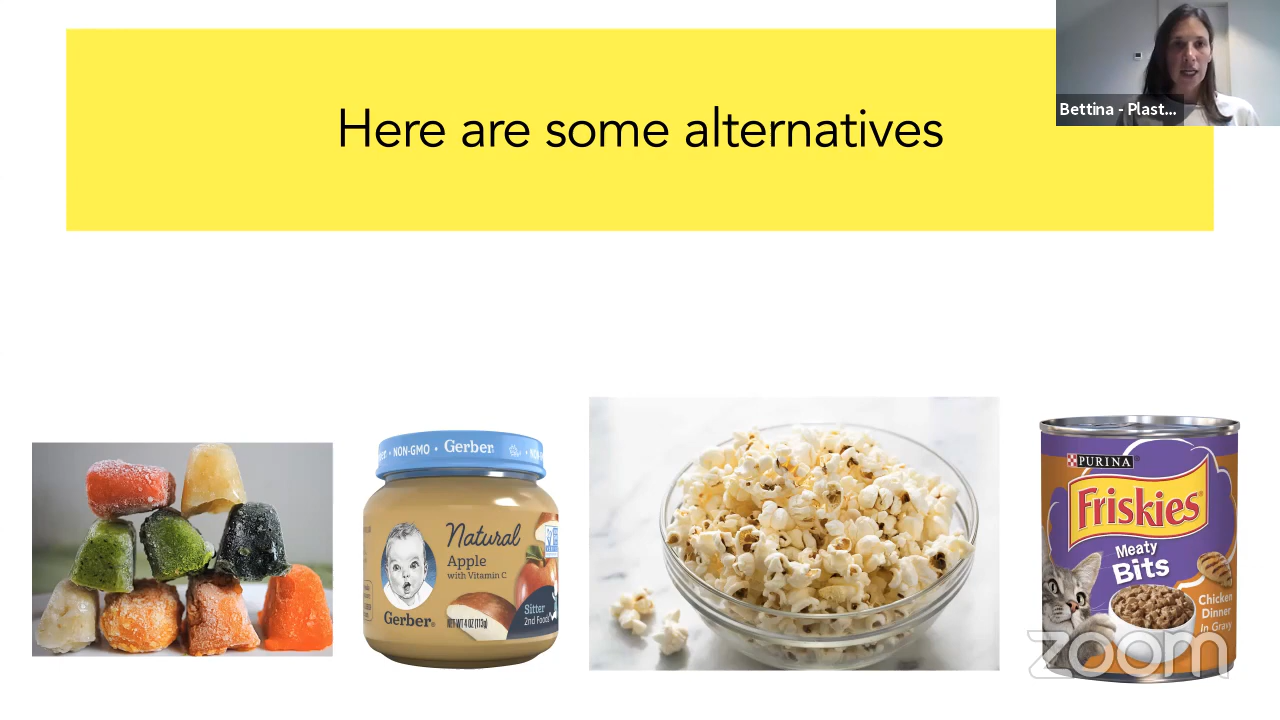 Here are some alternatives
Bettina - Plast...
NON-GMO • Gerber
Natural
Apple
with Vitamin C
Sitter
2nd Foods
Gerber
NET WT 4 OZ (113g)
PURINA
Friskies
Meaty
Bits
Chicken
Dinner
In Gravy
zoom